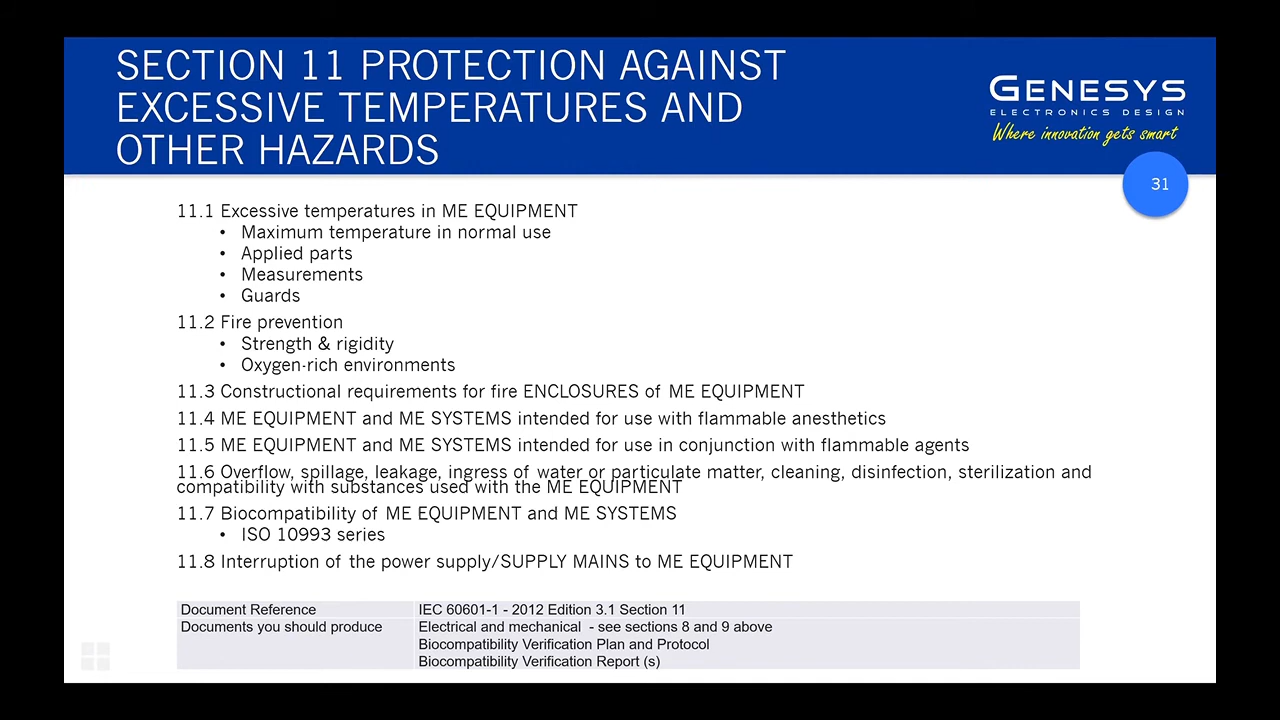 SECTION 11 PROTECTION AGAINST
EXCESSIVE TEMPERATURES AND
OTHER HAZARDS
GENESYS
ELECTRONICS DESIGN
Where innovation gets smart
31
11.1 Excessive temperatures in ME EQUIPMENT
• Maximum temperature in normal use
• Applied parts
• Measurements
• Guards
11.2 Fire prevention
• Strength & rigidity
• Oxygen-rich environments
11.3 Constructional requirements for fire ENCLOSURES of ME EQUIPMENT
11.4 ME EQUIPMENT and ME SYSTEMS intended for use with flammable anesthetics
11.5 ME EQUIPMENT and ME SYSTEMS intended for use in conjunction with flammable agents
11.6 Overflow, spillage, leakage, ingress of water or particulate matter, cleaning, disinfection, sterilization and
compatibility with substances used with the ME EQUIPMENT
11.7 Biocompatibility of ME EQUIPMENT and ME SYSTEMS
• ISO 10993 series
11.8 Interruption of the power supply/SUPPLY MAINS to ME EQUIPMENT
Document Reference IEC 60601-1 - 2012 Edition 3.1 Section 11
Documents you should produce Electrical and mechanical - see sections 8 and 9 above
Biocompatibility Verification Plan and Protocol
Biocompatibility Verification Report (s)